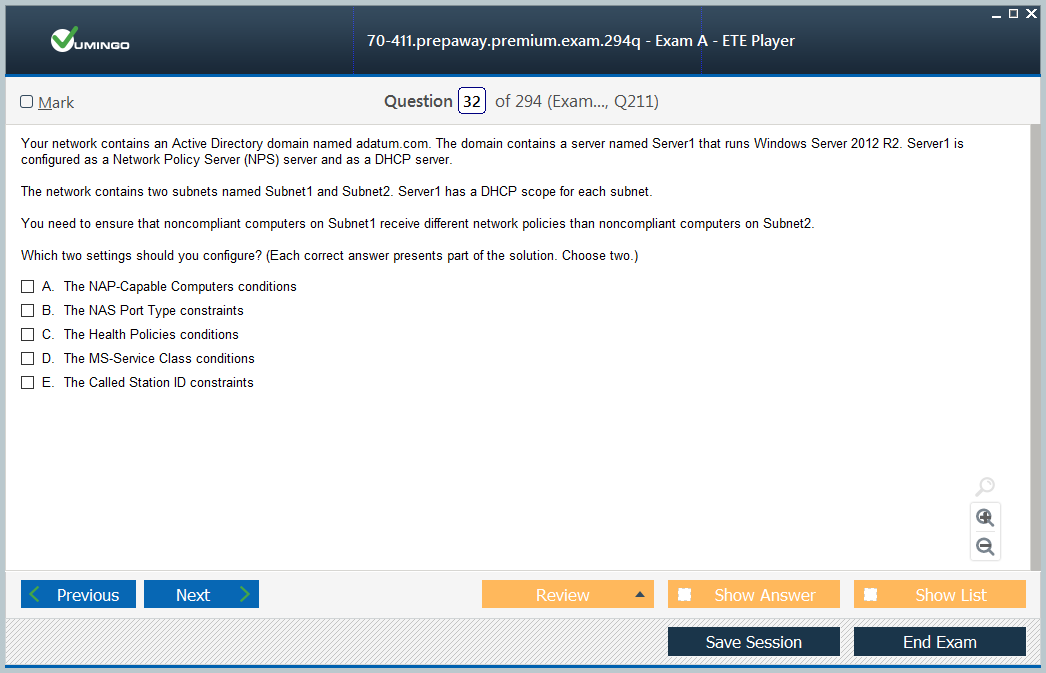 VUMINGO
70-411.prepaway.premium.exam.294q - Exam A - ETE Player
Mark
Question 32 of 294 (Exam..., Q211)
Your network contains an Active Directory domain named adatum.com. The domain contains a server named Server1 that runs Windows Server 2012 R2. Server1 is
configured as a Network Policy Server (NPS) server and as a DHCP server.
The network contains two subnets named Subnet1 and Subnet2. Server1 has a DHCP scope for each subnet.
You need to ensure that noncompliant computers on Subnet1 receive different network policies than noncompliant computers on Subnet2.
Which two settings should you configure? (Each correct answer presents part of the solution. Choose two.)
A. The NAP-Capable Computers conditions
B. The NAS Port Type constraints
C. The Health Policies conditions
D. The MS-Service Class conditions
E. The Called Station ID constraints
Previous
Next
Review
Show Answer
Show List
Save Session
End Exam